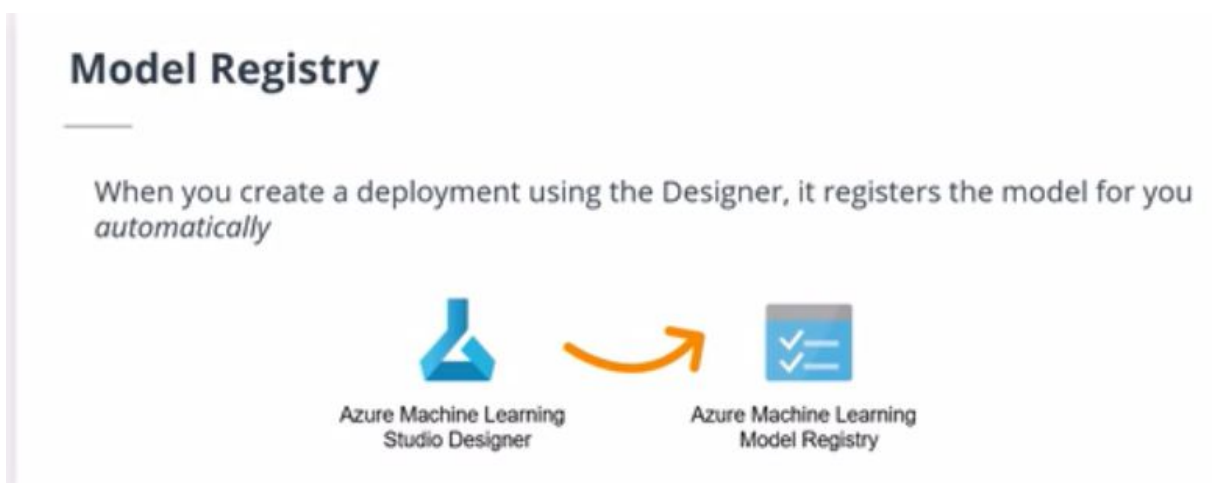 Model Registry
When you create a deployment using the Designer, it registers the model for you
automatically
Azure Machine Learning
Studio Designer
Azure Machine Learning
Model Registry